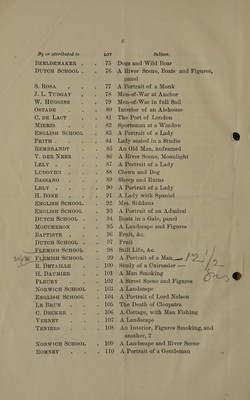 6
By or attributed to LOT Subject.
BEELDEMAKER . . 75 Dogs and Wild Boar
DUTCH SCHOOL . . 76 A River Scene, Boats and Figures, panel
S. ROSA . . 77 A Portrait of a Monk
J. L. TUDGAY . . 78 Men-of-War at Anchor
W. HUGGINS . . 79 Men-of-War in full Sail
OSTADE . . 80 Interior of an Alehouse
C. DE LACY . . 81 The Port of London
MIERIS . . 82 Sportsman at a Window
ENGLISH SCHOOL . 83 A Portrait of a Lady
FRITH . . 84 Lady seated in a Studio
REMBRANDT . . 85 An Old Man, unframed
V. DER NEER . . 86 A River Scene, Moonlight
LELY . . 87 A Portrait of a Lady
LUDOVICI . . 88 Clown and Dog
BASSANO . . 89 Sheep and Ruins
LELY . . 90 A Portrait of a Lady
H. BONE . . 91 A Lady with Spaniel
ENGLISH SCHOOL . 92 Mrs. Siddons
ENGLISH SCHOOL . 93 A Portrait of an Admiral
DUTCH SCHOOL . 94 Boats in a Gale, panel
MOUCHERON . . 95 A Landscape and Figures
BAPTISTE . . 96 Fruit, &c.
DUTCH SCHOOL . . 97 Fruit
FLEMISH SCHOOL . 98 Still Life, &c.
FLEMISH SCHOOL . 99 A Portrait of a Man
E. DETAILLE . . 100 Study of a Cuirassier
H. DAUMIER . . 101 A Man Smoking
FLEURY . . 102 A Street Scene and Figures
NORWICH SCHOOL . 103 A Landscape
ENGLISH SCHOOL . 104 A Portrait of Lord Nelson
LE BRUN . . 105 The Death of Cleopatra
C. DECKER . . 106 A Cottage, with Man Fishing
VERNET . . 107 A Landscape
TENIERS . . 108 An Interior, Figures Smoking, and another, 2
NORWICH SCHOOL . 109 A Landscape and River Scene
ROMNEY . . 110 A Portrait of a Gentleman